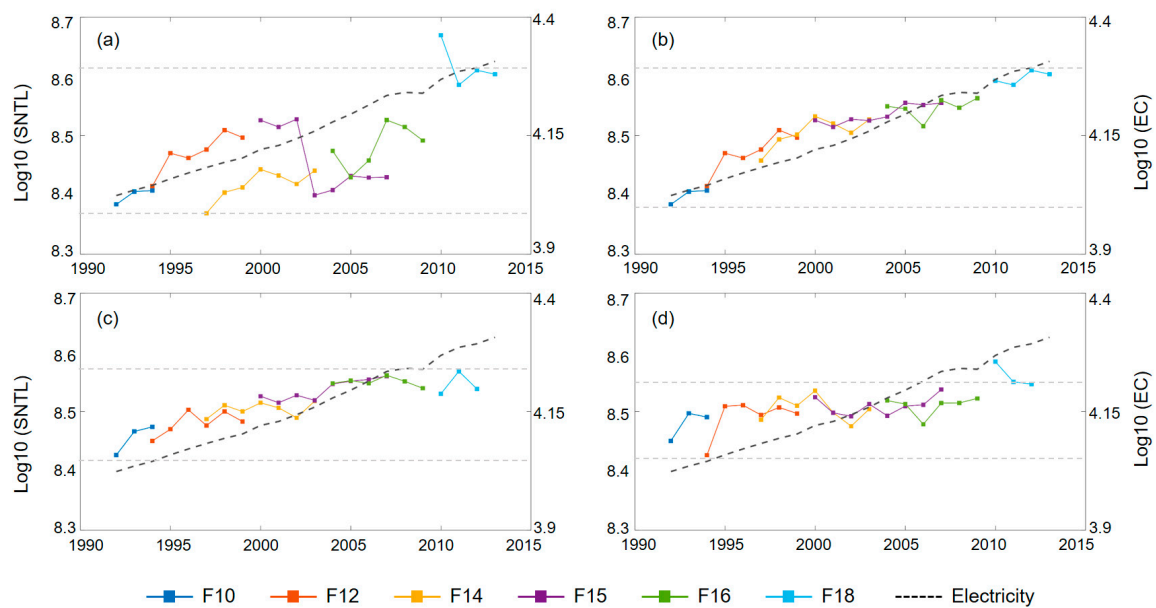 8.7 4.4 8.7 4.4
(a) (b)
8.6 8.6
Log10 (SNTL) 8.5 4.15 Log10 (EC) 8.5 4.15
8.4 8.4
8.3 3.9 8.3 3.9
1990 1995 2000 2005 2010 2015 1990 1995 2000 2005 2010 2015
8.7 4.4 8.7 4.4
(c) (d)
8.6 8.6
Log10 (SNTL) 8.5 4.15 8.5 4.15 Log10 (EC)
8.4 8.4
8.3 3.9 8.3 3.9
1990 1995 2000 2005 2010 2015 1990 1995 2000 2005 2010 2015
F10 F12 F14 F15 F16 F18 Electricity